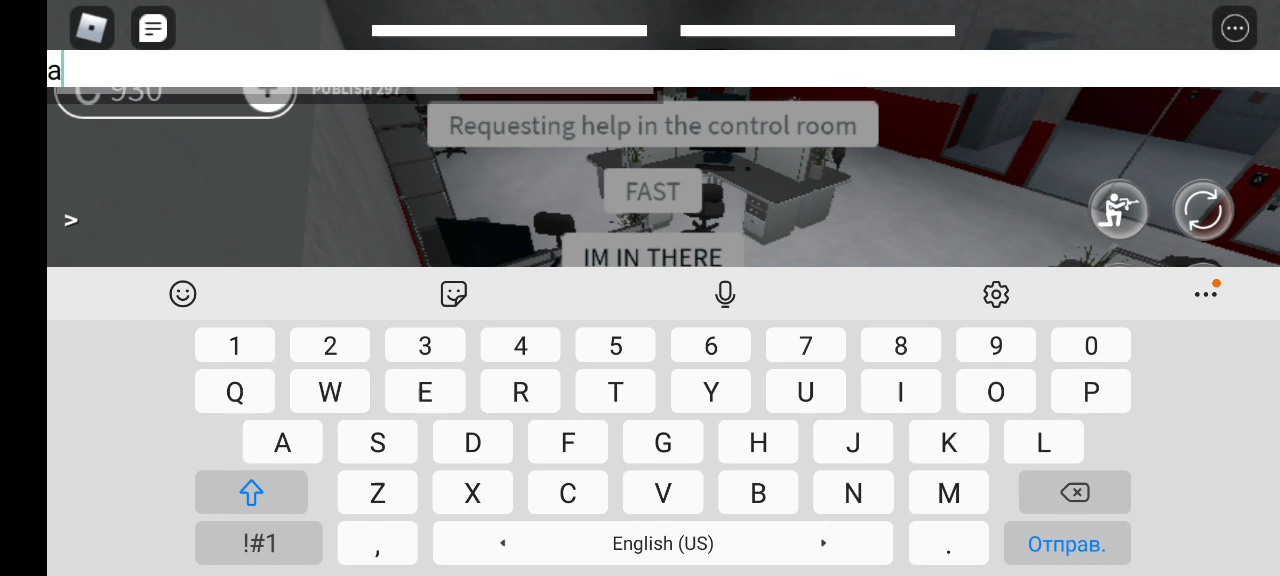 a
930
PUBLISH 297
Requesting help in the control room
FAST
>
IM IN THERE
1 2 3 4 5 6 7 8 9 0
Q W E R T Y U I O P
A S D F G H J K L
Z X C V B N M
!#1 , English (US) . Отправ.